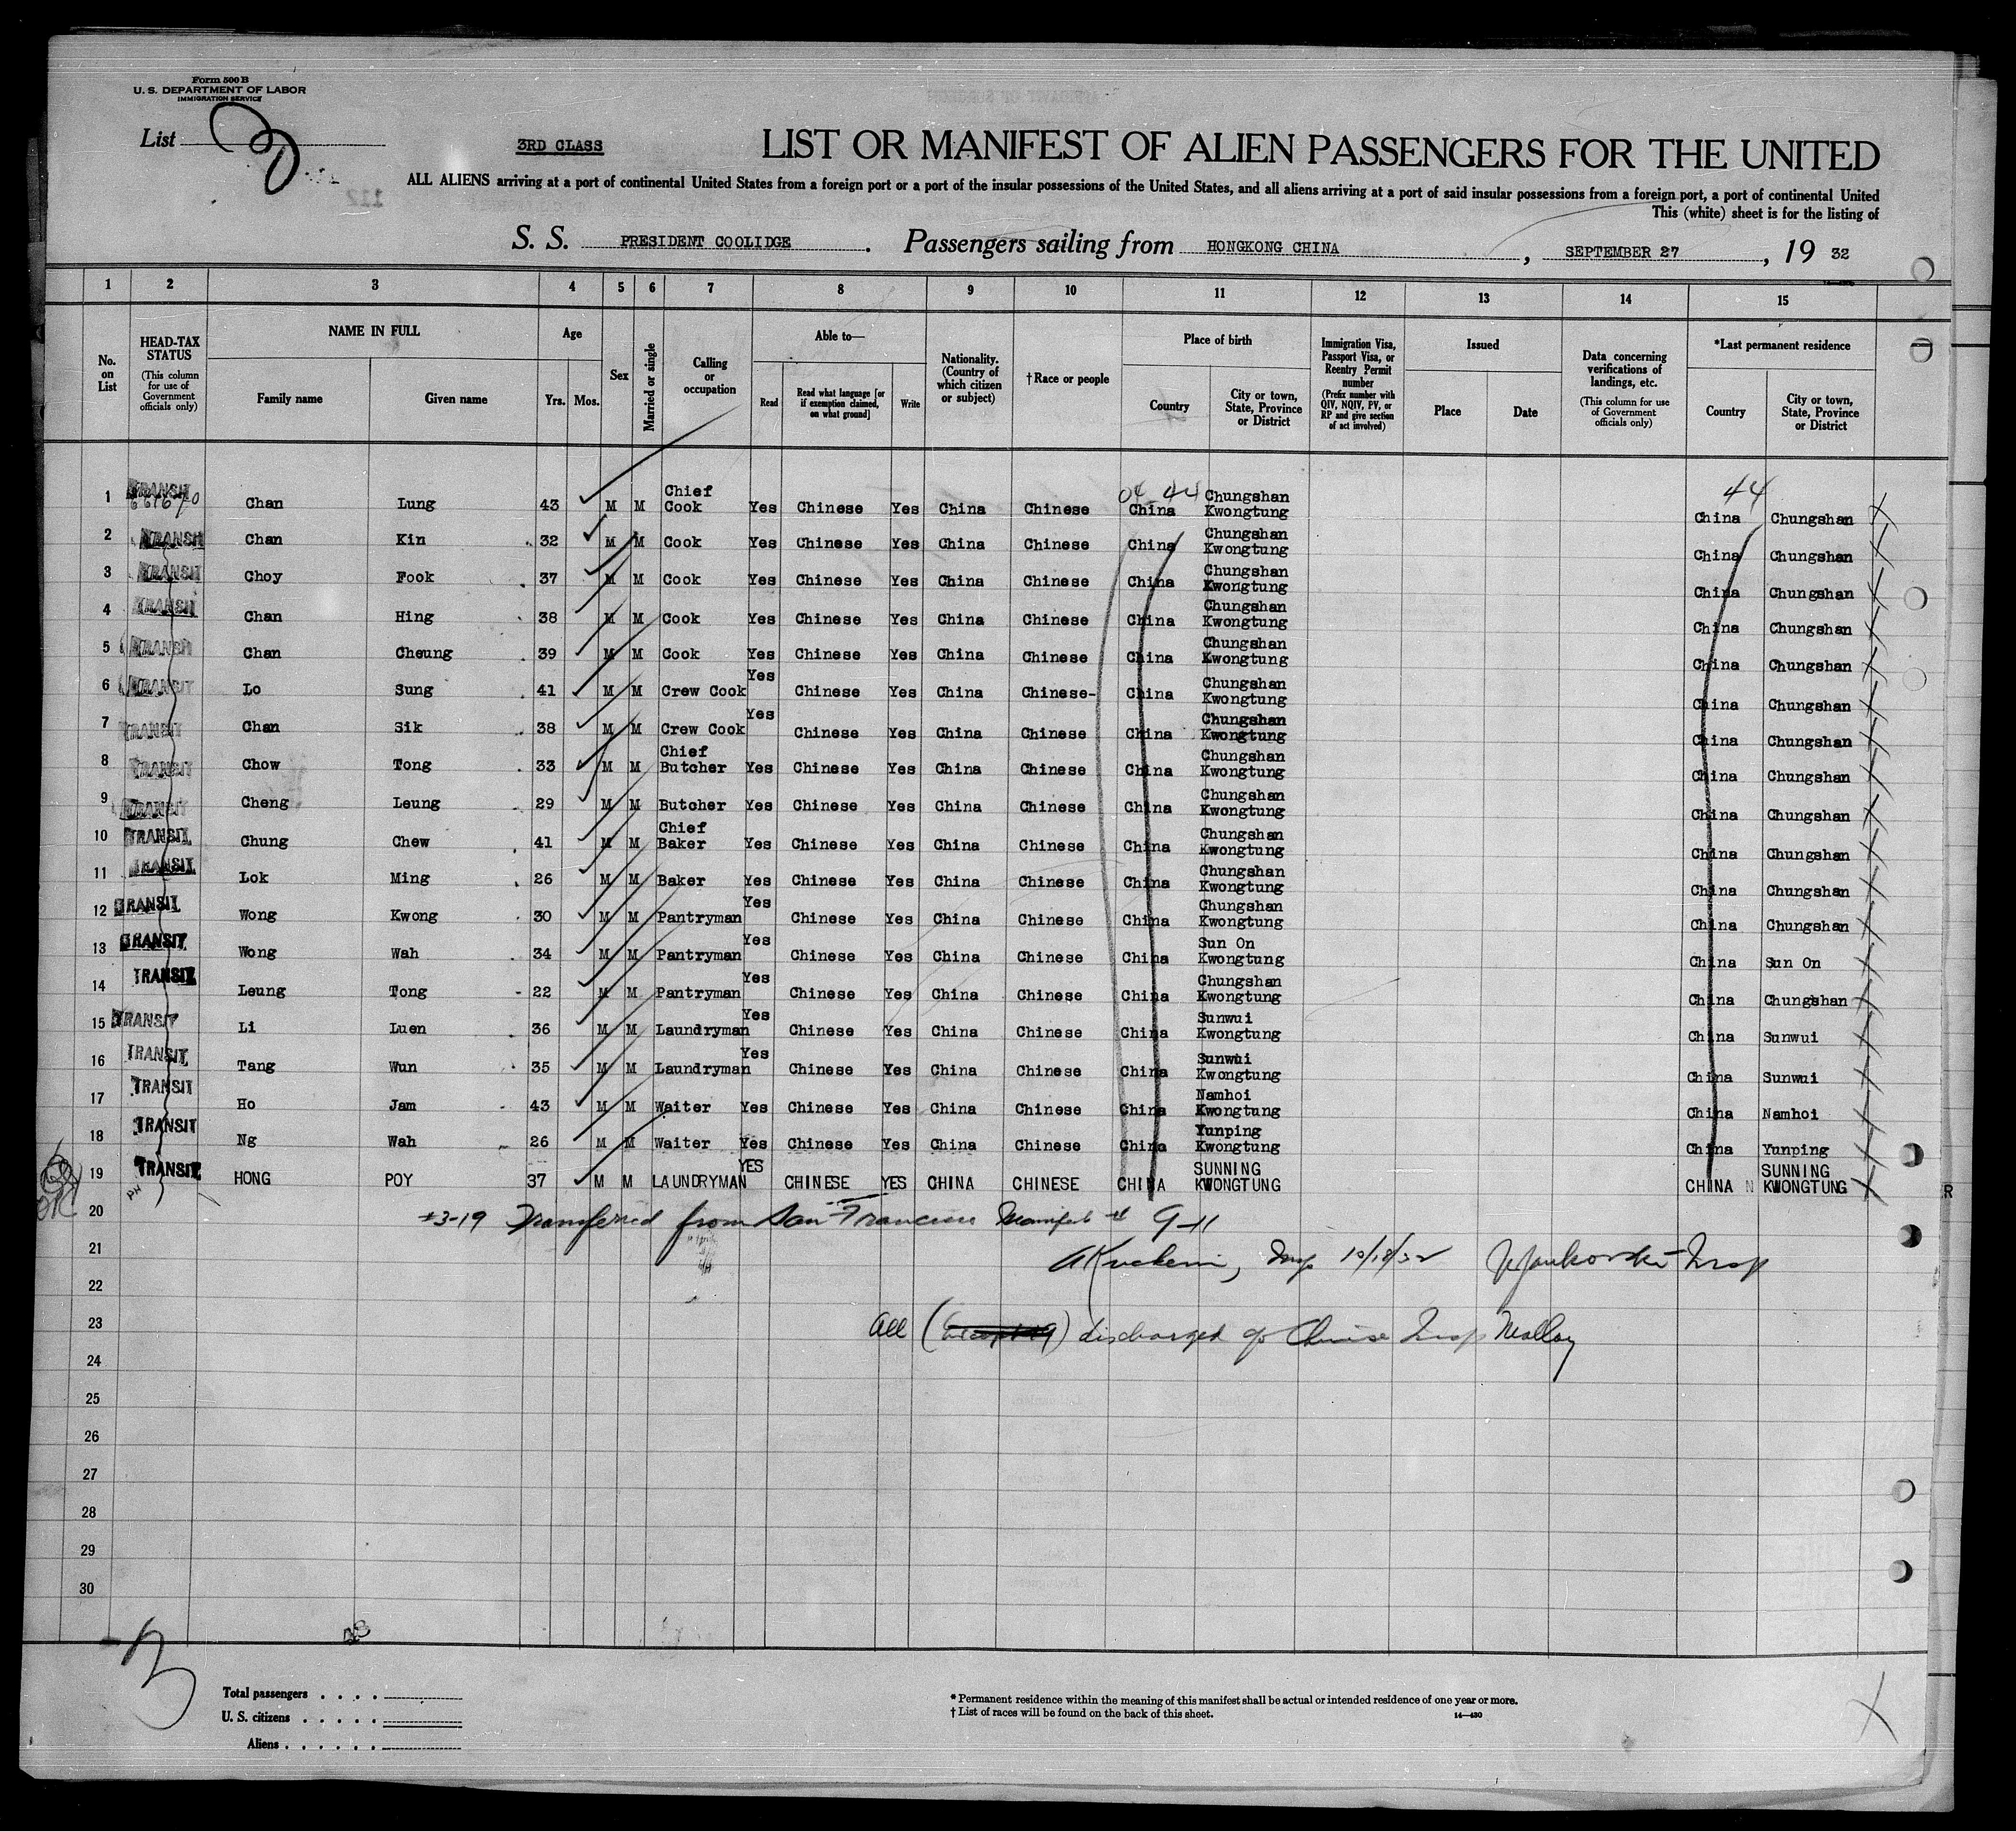 Form 500 B
U. S. DEPARTMENT OF LABOR
IMMIGRATION SERVICE
List
3RD CLASS
LIST OR MANIFEST OF ALIEN PASSENGERS FOR THE UNITED
ALL ALIENS arriving at a port of continental United States from a foreign port or a port of the insular possessions of the United States, and all aliens arriving at a port of said insular possessions from a foreign port, a port of continental United
This (white) sheet is for the listing of
S. S. PRESIDENT COOLIDGE. Passengers sailing from HONGKONG CHINA, SEPTEMBER 27, 19 32
1 2 3 4 5 6 7 8 9 10 11 12 13 14 15
No. on List
HEAD-TAX STATUS (This column for use of Government officials only)
NAME IN FULL
Family name Given name
Age
Yrs. Mos.
Sex
Married or single
Calling or occupation
Able to—
Read
Read what language [or if exemption claimed, on what ground]
Write
Nationality. (Country of which citizen or subject)
†Race or people
Place of birth
Country
City or town, State, Province or District
Immigration Visa, Passport Visa, or Reentry Permit number (Prefix number with QIV, NQIV, PV, or RP and give section of act involved)
Issued
Place Date
Data concerning verifications of landings, etc. (This column for use of Government officials only)
*Last permanent residence
Country
City or town, State, Province or District
04 44 44
1 TRANSIT Chan Lung 43 M M Chief Cook Yes Chinese Yes China Chinese China Chungshan Kwongtung China Chungshan
2 TRANSIT Chan Kin 32 M M Cook Yes Chinese Yes China Chinese China Chungshan Kwongtung China Chungshan
3 TRANSIT Choy Fook 37 M M Cook Yes Chinese Yes China Chinese China Chungshan Kwongtung China Chungshan
4 TRANSIT Chan Hing 38 M M Cook Yes Chinese Yes China Chinese China Chungshan Kwongtung China Chungshan
5 TRANSIT Chan Cheung 39 M M Cook Yes Chinese Yes China Chinese China Chungshan Kwongtung China Chungshan
6 TRANSIT Lo Sung 41 M M Crew Cook Yes Chinese Yes China Chinese- China Chungshan Kwongtung China Chungshan
7 TRANSIT Chan Sik 38 M M Crew Cook Yes Chinese Yes China Chinese China Chungshan Kwongtung China Chungshan
8 TRANSIT Chow Tong 33 M M Chief Butcher Yes Chinese Yes China Chinese China Chungshan Kwongtung China Chungshan
9 TRANSIT Cheng Leung 29 M M Butcher Yes Chinese Yes China Chinese China Chungshan Kwongtung China Chungshan
10 TRANSIT Chung Chew 41 M M Chief Baker Yes Chinese Yes China Chinese China Chungshan Kwongtung China Chungshan
11 TRANSIT Lok Ming 26 M M Baker Yes Chinese Yes China Chinese China Chungshan Kwongtung China Chungshan
12 TRANSIT Wong Kwong 30 M M Pantryman Yes Chinese Yes China Chinese China Chungshan Kwongtung China Chungshan
13 TRANSIT Wong Wah 34 M M Pantryman Yes Chinese Yes China Chinese China Sun On Kwongtung China Sun On
14 TRANSIT Leung Tong 22 M M Pantryman Yes Chinese Yes China Chinese China Chungshan Kwongtung China Chungshan
15 TRANSIT Li Luen 36 M M Laundryman Yes Chinese Yes China Chinese China Sunwui Kwongtung China Sunwui
16 TRANSIT Tang Wun 35 M M Laundryman Yes Chinese Yes China Chinese China Sunwui Kwongtung China Sunwui
17 TRANSIT Ho Jam 43 M M Waiter Yes Chinese Yes China Chinese China Namhoi Kwongtung China Namhoi
18 TRANSIT Ng Wah 26 M M Waiter Yes Chinese Yes China Chinese China Yunping Kwongtung China Yunping
19 TRANSIT HONG POY 37 M M LAUNDRYMAN YES CHINESE YES CHINA CHINESE CHINA SUNNING KWONGTUNG CHINA SUNNING KWONGTUNG
20 #3-19 Transferred from San Francisco Manifest # 9-11
21 Insp 10/18/32 Insp
22
23 All discharged Chinese Insp Malloy
24
25
26
27
28
29
30
Total passengers
U. S. citizens
Aliens
* Permanent residence within the meaning of this manifest shall be actual or intended residence of one year or more.
† List of races will be found on the back of this sheet.
14—430